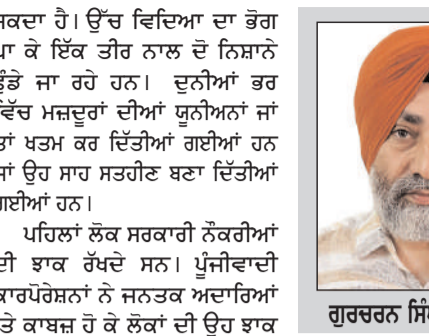 ਸਕਦਾ ਹੈ। ਉੱਚ ਵਿਦਿਆ ਦਾ ਭੋਗ
ਪਾ ਕੇ ਇੱਕ ਤੀਰ ਨਾਲ ਦੋ ਨਿਸ਼ਾਨੇ
ਫੁੰਡੇ ਜਾ ਰਹੇ ਹਨ। ਦੁਨੀਆਂ ਭਰ
ਵਿੱਚ ਮਜ਼ਦੂਰਾਂ ਦੀਆਂ ਯੂਨੀਅਨਾਂ ਜਾਂ
ਤਾਂ ਖਤਮ ਕਰ ਦਿੱਤੀਆਂ ਗਈਆਂ ਹਨ
ਜਾਂ ਉਹ ਸਾਹ ਸਤਹੀਣ ਬਣਾ ਦਿੱਤੀਆਂ
ਗਈਆਂ ਹਨ।
ਪਹਿਲਾਂ ਲੋਕ ਸਰਕਾਰੀ ਨੌਕਰੀਆਂ
ਦੀ ਝਾਕ ਰੱਖਦੇ ਸਨ। ਪੂੰਜੀਵਾਦੀ
ਕਾਰਪੋਰੇਸ਼ਨਾਂ ਨੇ ਜਨਤਕ ਅਦਾਰਿਆਂ
ਤੇ ਕਾਬਜ਼ ਹੋ ਕੇ ਲੋਕਾਂ ਦੀ ਉਹ ਝਾਕ
ਗੁਰਚਰਨ